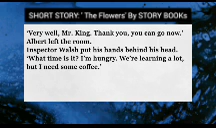 SHORT STORY: ' The Flowers' By STORY BOOKs
'Very well, Mr. King. Thank you, you can go now.'
Albert left the room.
Inspector Walsh put his hands behind his head.
'What time is it? I'm hungry. We're learning a lot,
but I need some coffee.'